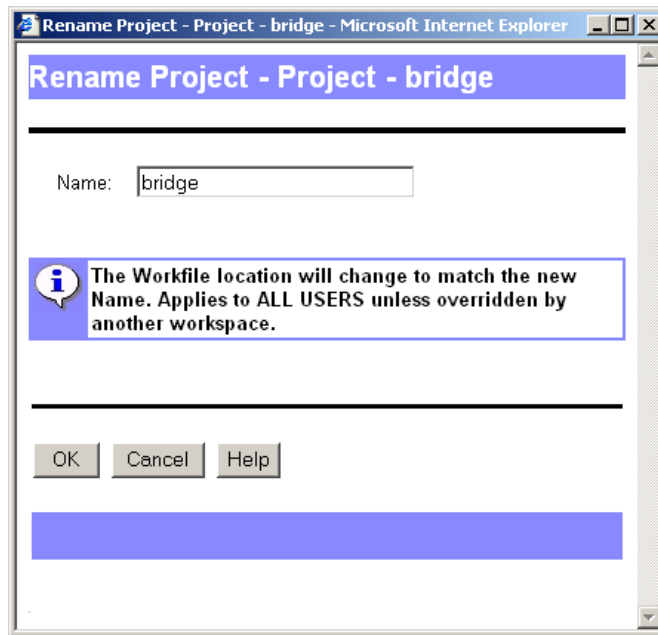 Rename Project - Project - bridge - Microsoft Internet Explorer
Rename Project - Project - bridge
Name: bridge
The Workfile location will change to match the new
Name. Applies to ALL USERS unless overridden by
another workspace.
OK Cancel Help